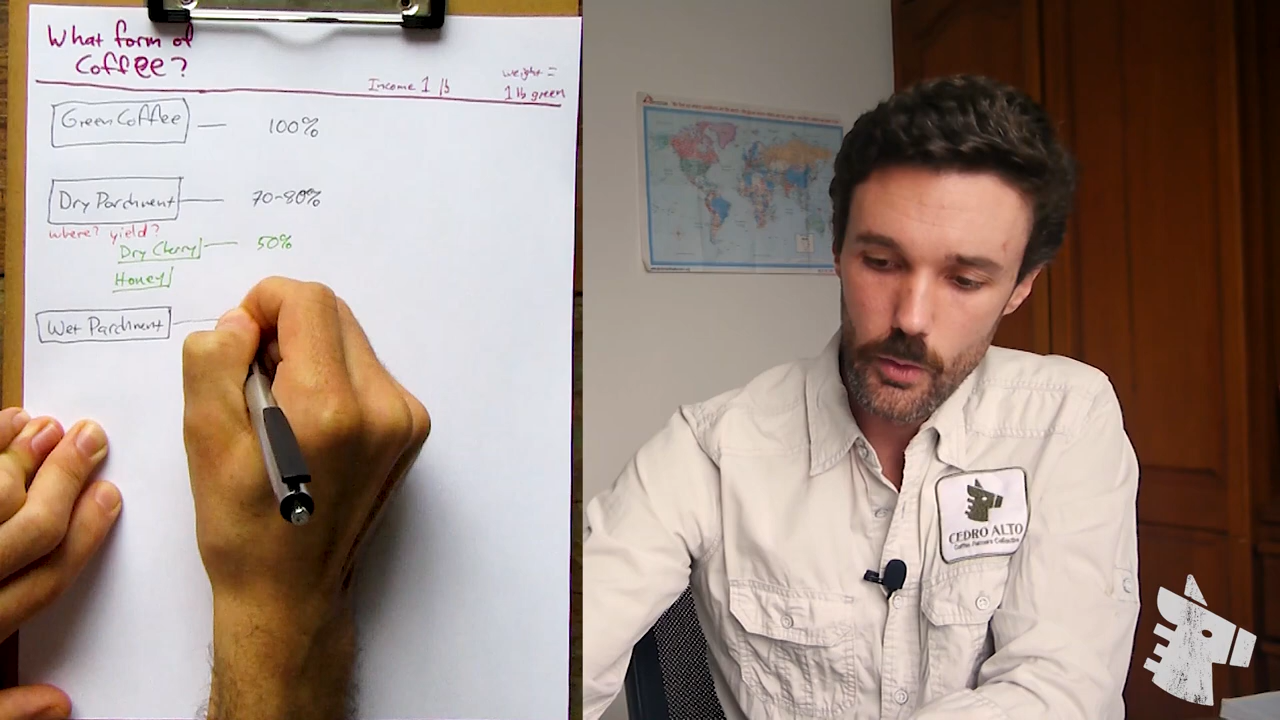 What form of
Coffee?
Income 1 lb
weight =
1 lb green
Green Coffee — 100%
Dry Parchment — 70-80%
where? yield?
Dry Cherry — 50%
Honey
Wet Parchment —
CEDRO ALTO
Coffee Farmers Collective